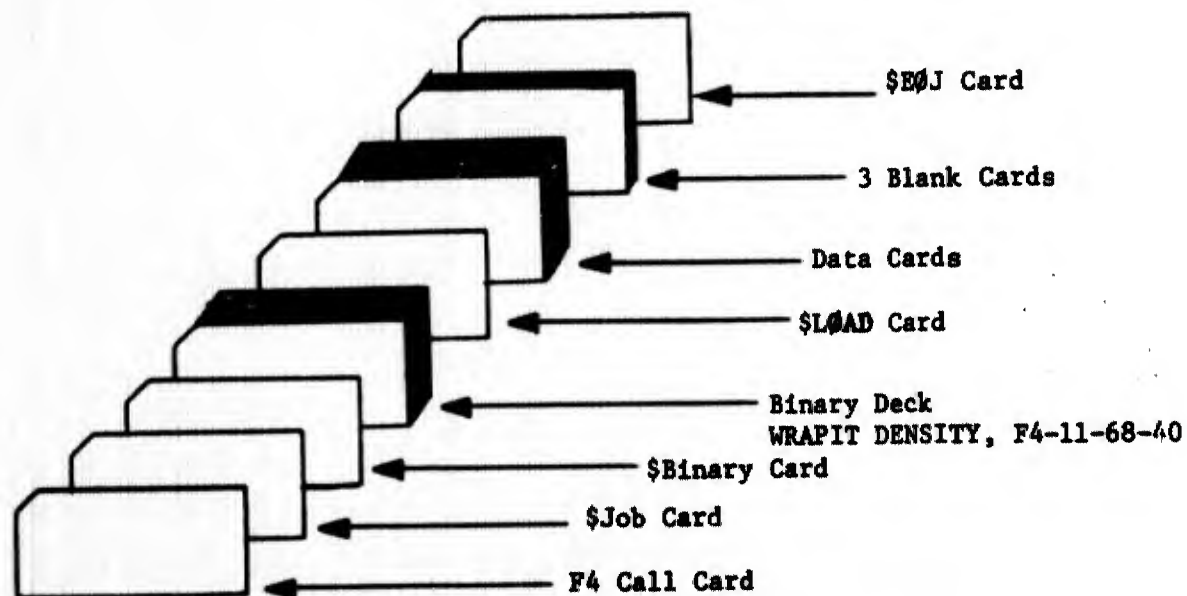 $EØJ Card
3 Blank Cards
Data Cards
$LØAD Card
Binary Deck
WRAPIT DENSITY, F4-11-68-40
$Binary Card
$Job Card
F4 Call Card